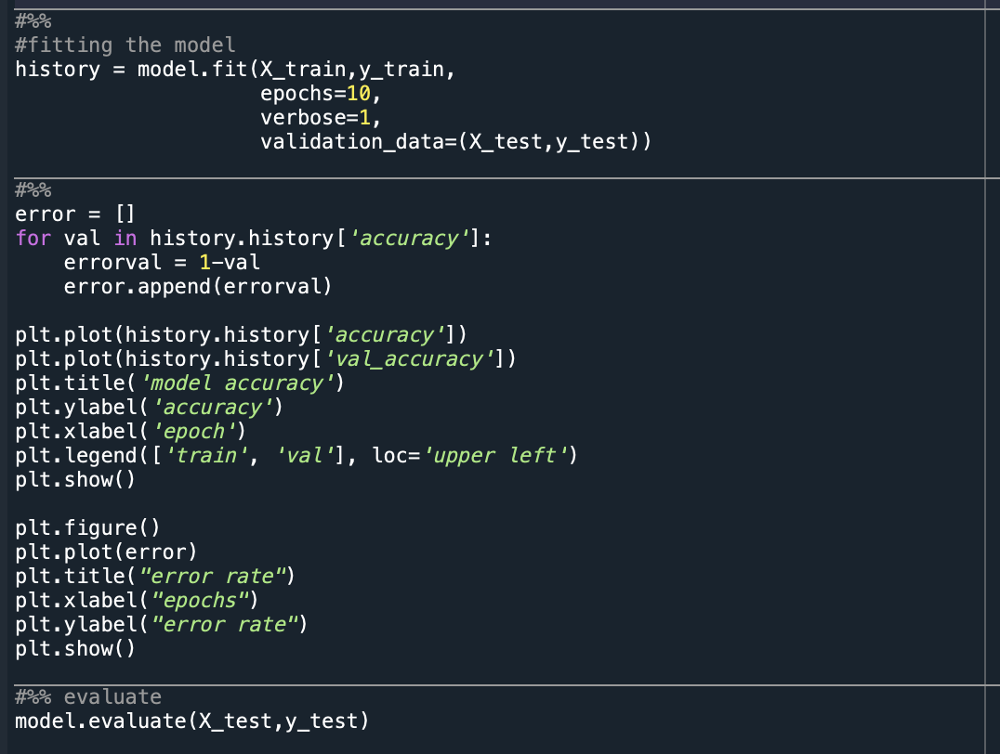 #%%
#fitting the model
history = model.fit(X_train,y_train,
                    epochs=10,
                    verbose=1,
                    validation_data=(X_test,y_test))
#%%
error = []
for val in history.history['accuracy']:
    errorval = 1-val
    error.append(errorval)
plt.plot(history.history['accuracy'])
plt.plot(history.history['val_accuracy'])
plt.title('model accuracy')
plt.ylabel('accuracy')
plt.xlabel('epoch')
plt.legend(['train', 'val'], loc='upper left')
plt.show()
plt.figure()
plt.plot(error)
plt.title("error rate")
plt.xlabel("epochs")
plt.ylabel("error rate")
plt.show()
#%% evaluate
model.evaluate(X_test,y_test)